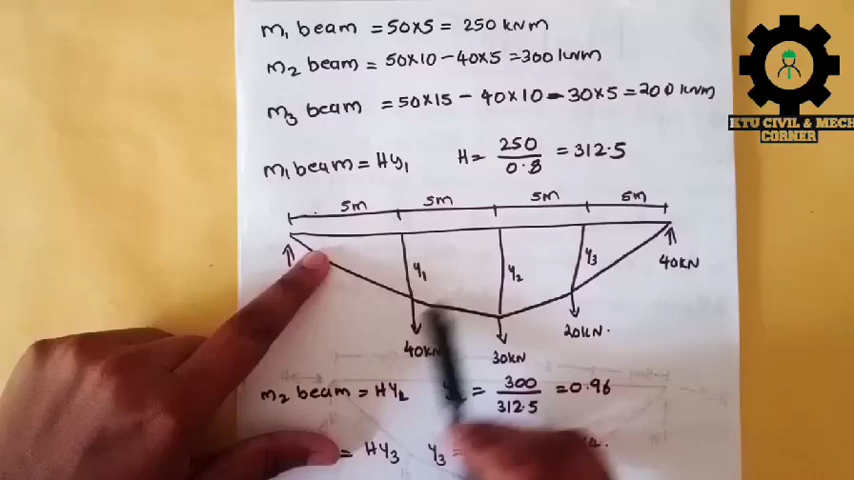 m₁ beam = 50x5 = 250 kNm
m₂ beam = 50x10 - 40x5 = 300 kNm
m₃ beam = 50x15 - 40x10 - 30x5 = 200 kNm
KTU CIVIL & MECH
CORNER
m₁ beam = Hy₁ H = 250/0.8 = 312.5
5m 5m 5m 5m
y₁ y₂ y₃
40KN
20KN.
40KN 30KN
m₂ beam = Hy₂ = 300/312.5 = 0.96
= Hy₃ y₃ =